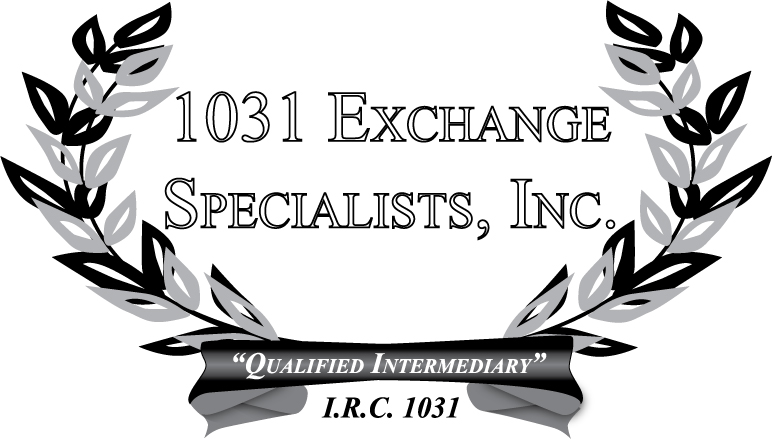 1031 Exchange
Specialists, Inc.
“Qualified Intermediary”
I.R.C. 1031